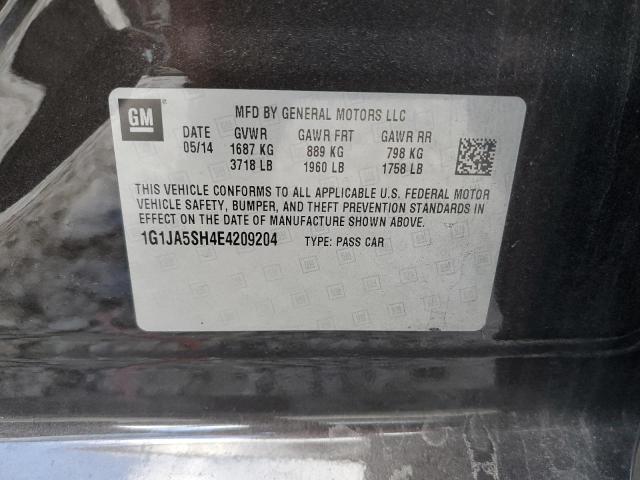 GM
MFD BY GENERAL MOTORS LLC
DATE GVWR GAWR FRT GAWR RR
05/14 1687 KG 889 KG 798 KG
3718 LB 1960 LB 1758 LB
THIS VEHICLE CONFORMS TO ALL APPLICABLE U.S. FEDERAL MOTOR
VEHICLE SAFETY, BUMPER, AND THEFT PREVENTION STANDARDS IN
EFFECT ON THE DATE OF MANUFACTURE SHOWN ABOVE.
1G1JA5SH4E4209204 TYPE: PASS CAR